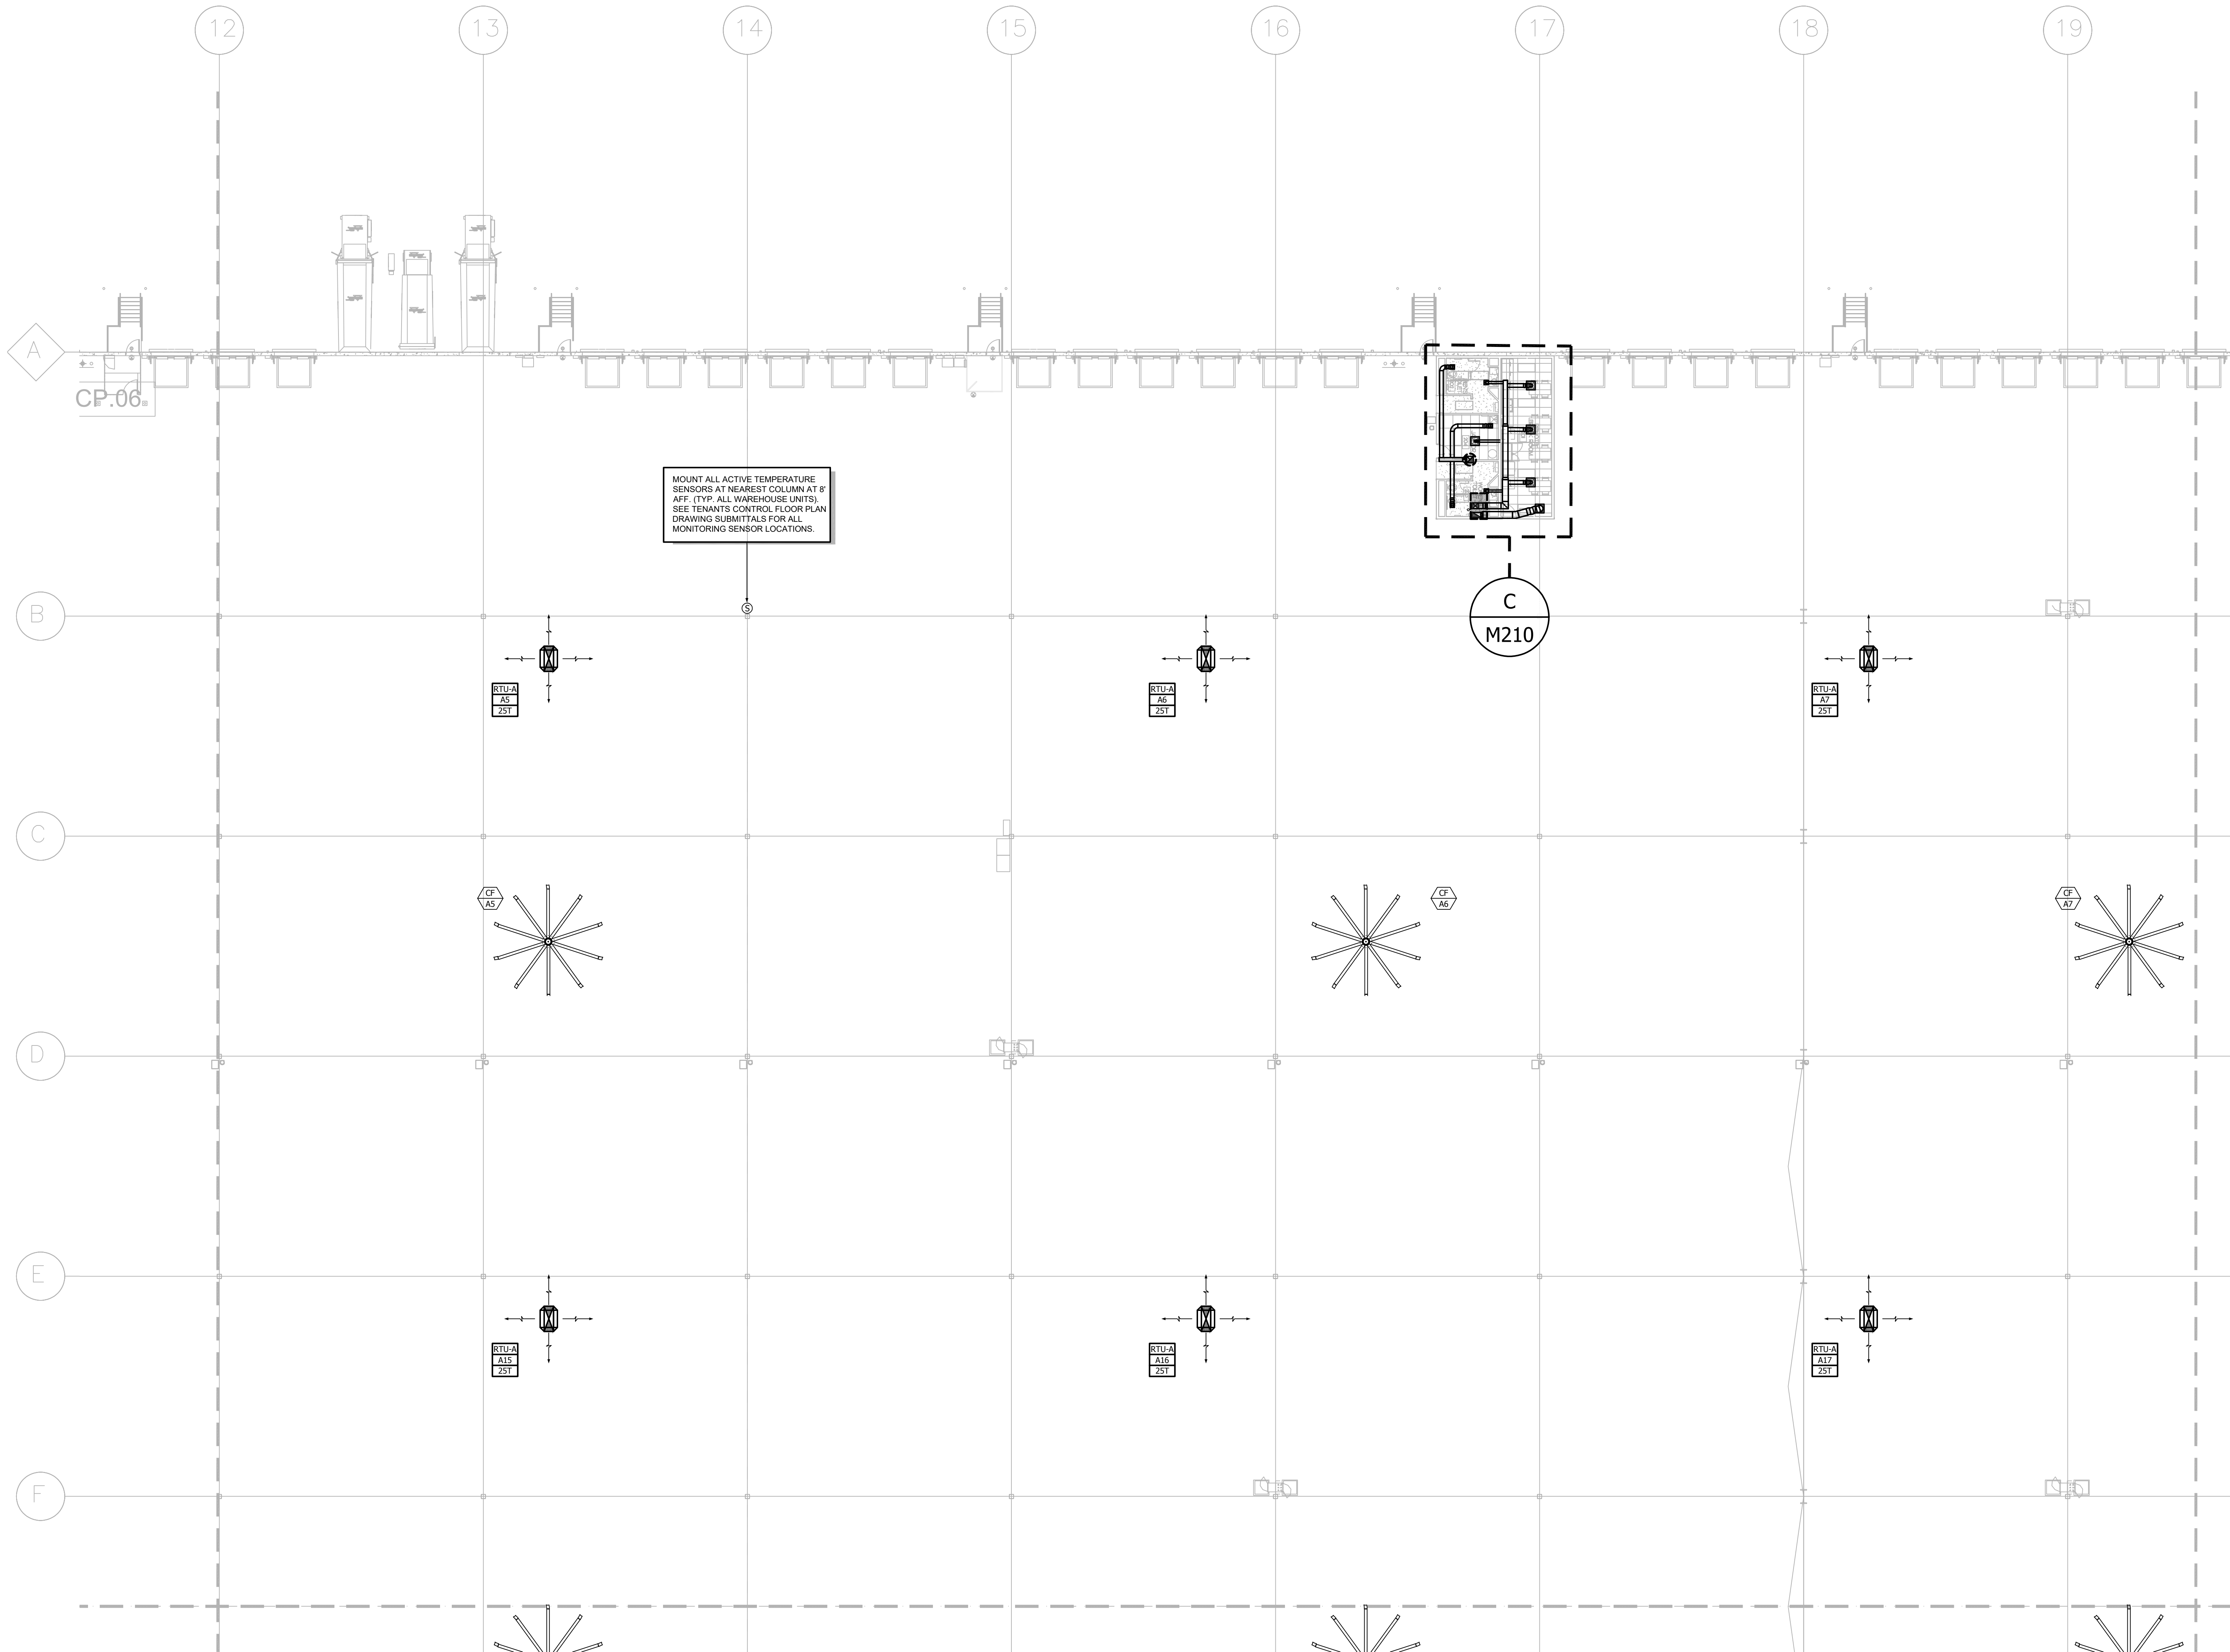 12
13
14
15
16
17
18
19
A
CP.06
MOUNT ALL ACTIVE TEMPERATURE
SENSORS AT NEAREST COLUMN AT 8'
AFF. (TYP. ALL WAREHOUSE UNITS).
SEE TENANTS CONTROL FLOOR PLAN
DRAWING SUBMITTALS FOR ALL
MONITORING SENSOR LOCATIONS.
S
B
C
M210
RTU-A
A5
25T
RTU-A
A6
25T
RTU-A
A7
25T
C
CF
A5
CF
A6
CF
A7
D
E
RTU-A
A15
25T
RTU-A
A16
25T
RTU-A
A17
25T
F